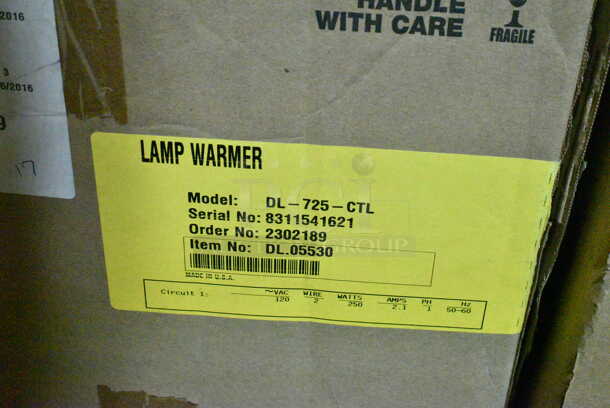 HANDLE
WITH CARE
FRAGILE
2016
3
6/2016
9
17
LAMP WARMER
Model: DL-725-CTL
Serial No: 8311541621
Order No: 2302189
Item No: DL.05530
MADE IN U.S.A.
Circuit 1: ~VAC WIRE WATTS AMPS PH Hz
120 2 250 2.1 1 50-60
GROUP